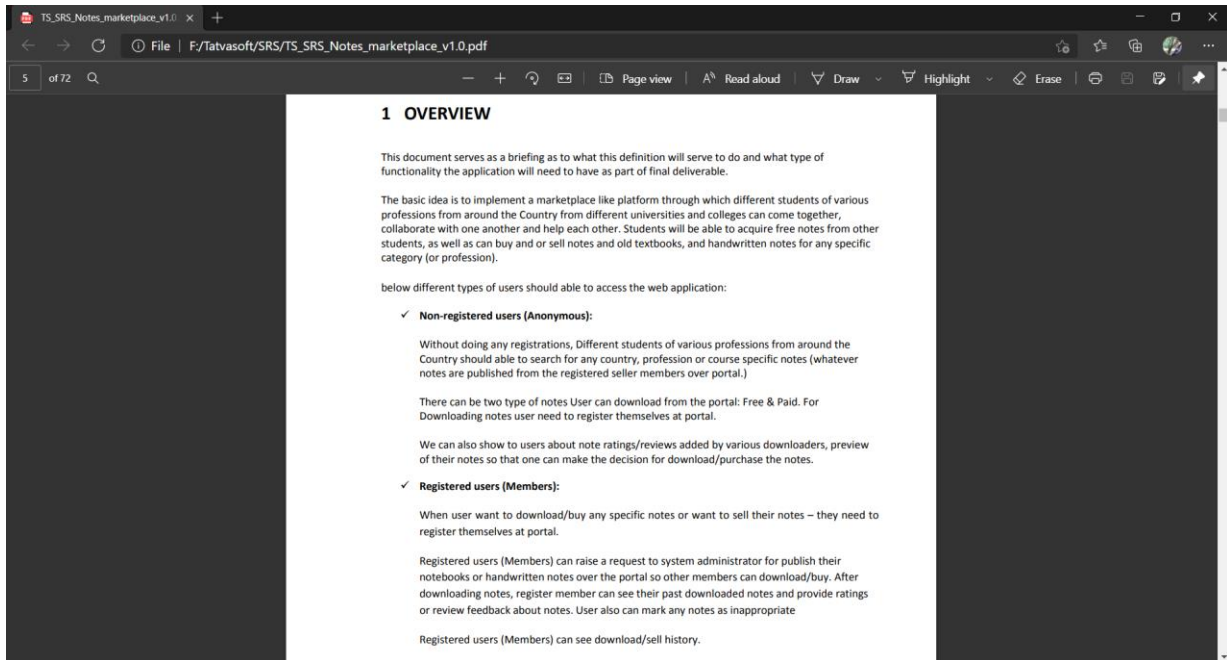 TS_SRS_Notes_marketplace_v1.0
File | F:/Tatvasoft/SRS/TS_SRS_Notes_marketplace_v1.0.pdf
5 of 72 Page view Read aloud Draw Highlight Erase
1 OVERVIEW
This document serves as a briefing as to what this definition will serve to do and what type of
functionality the application will need to have as part of final deliverable.
The basic idea is to implement a marketplace like platform through which different students of various
professions from around the Country from different universities and colleges can come together,
collaborate with one another and help each other. Students will be able to acquire free notes from other
students, as well as can buy and or sell notes and old textbooks, and handwritten notes for any specific
category (or profession).
below different types of users should able to access the web application:
✓ Non-registered users (Anonymous):
Without doing any registrations, Different students of various professions from around the
Country should able to search for any country, profession or course specific notes (whatever
notes are published from the registered seller members over portal.)
There can be two type of notes User can download from the portal: Free & Paid. For
Downloading notes user need to register themselves at portal.
We can also show to users about note ratings/reviews added by various downloaders, preview
of their notes so that one can make the decision for download/purchase the notes.
✓ Registered users (Members):
When user want to download/buy any specific notes or want to sell their notes – they need to
register themselves at portal.
Registered users (Members) can raise a request to system administrator for publish their
notebooks or handwritten notes over the portal so other members can download/buy. After
downloading notes, register member can see their past downloaded notes and provide ratings
or review feedback about notes. User also can mark any notes as inappropriate
Registered users (Members) can see download/sell history.